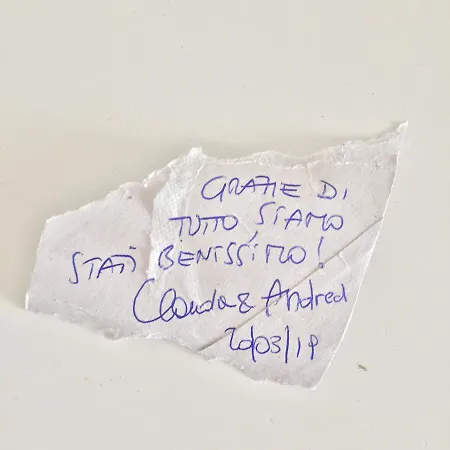 GRAZIE DI
TUTTO, SIAMO
STATI BENISSIMO!
Claudia & Andrea
20/03/19